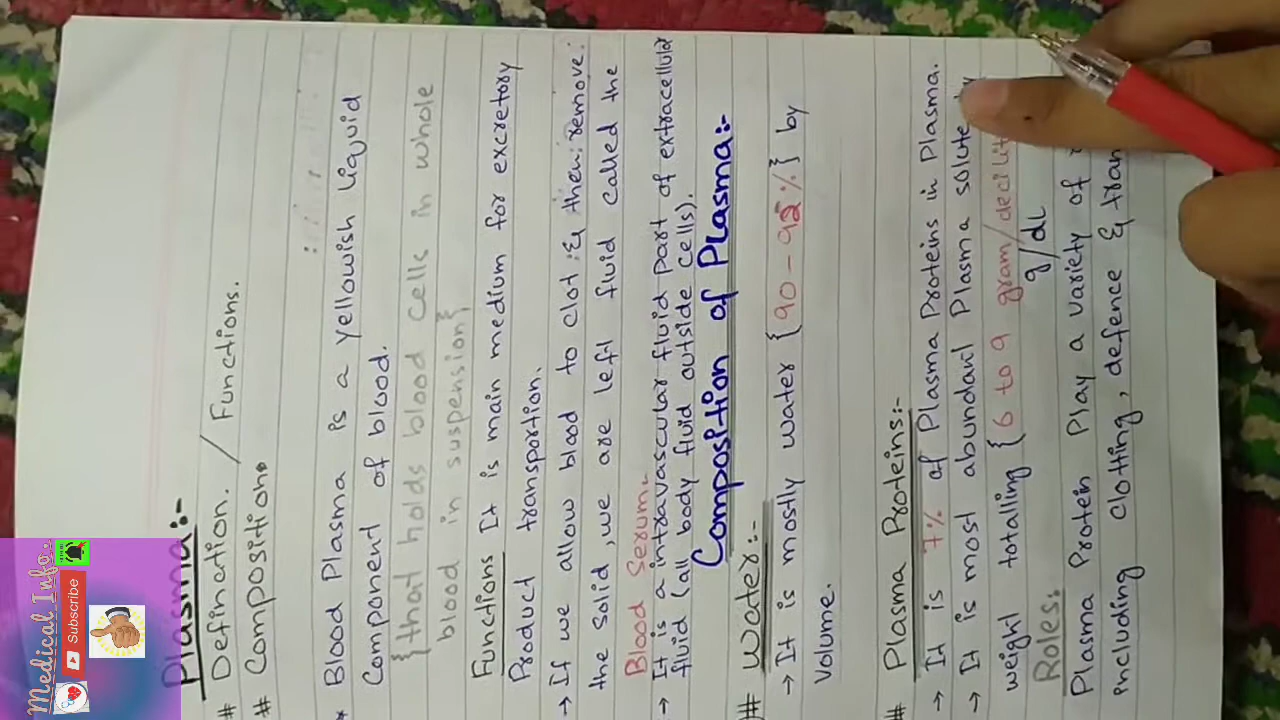 Plasma:-
# Defination. / Functions.
# Composition.
* Blood Plasma is a yellowish liquid
Component of blood.
{that holds blood cells in whole
blood in suspension}
Functions It is main medium for excretory
Product transportion.
→ If we allow blood to clot :& then: remove:
the solid, we are left fluid called the
Blood Serum.
→ It is a intravascular fluid part of extracellular
fluid (all body fluid outside cells).
Composition of Plasma:-
# Water:-
→ It is mostly water {90-92%} by
Volume.
# Plasma Proteins:-
→ It is 7% of Plasma Proteins in Plasma.
→ It is most abundant Plasma solute
weight totalling {6 to 9 gram/decilit
g/dL
Roles:
Plasma Protein Play a variety of
including clotting, defence & tran
Medical Info.
Subscribe